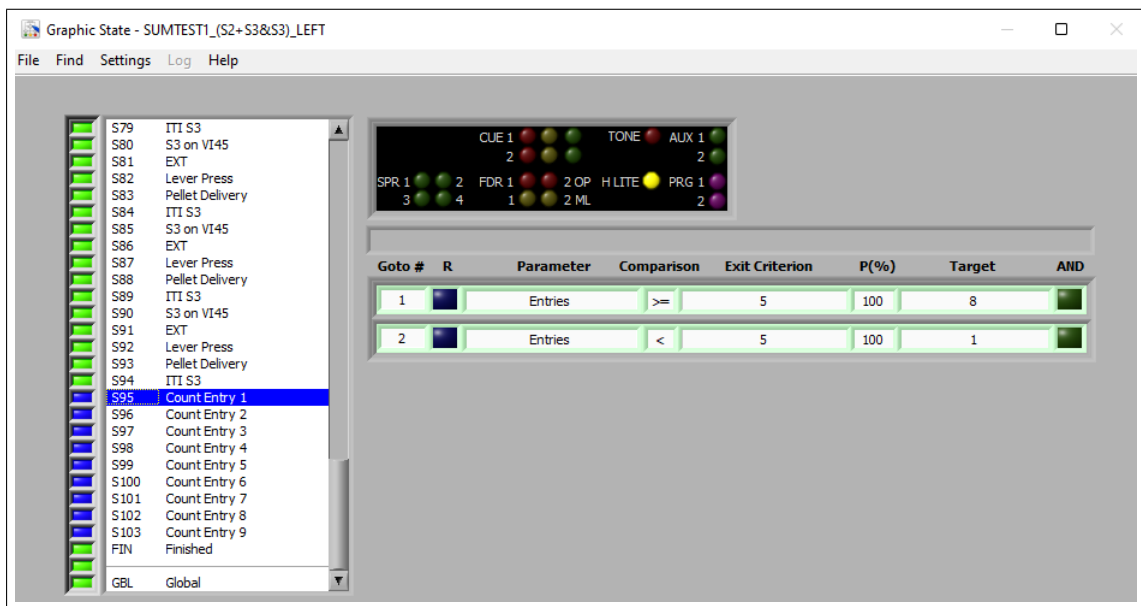 Graphic State - SUMTEST1_(S2+S3&S3)_LEFT
File Find Settings Log Help
S79 ITI S3
S80 S3 on VI45
S81 EXT
S82 Lever Press
S83 Pellet Delivery
S84 ITI S3
S85 S3 on VI45
S86 EXT
S87 Lever Press
S88 Pellet Delivery
S89 ITI S3
S90 S3 on VI45
S91 EXT
S92 Lever Press
S93 Pellet Delivery
S94 ITI S3
S95 Count Entry 1
S96 Count Entry 2
S97 Count Entry 3
S98 Count Entry 4
S99 Count Entry 5
S100 Count Entry 6
S101 Count Entry 7
S102 Count Entry 8
S103 Count Entry 9
FIN Finished
GBL Global
CUE 1 TONE AUX 1
2 2
SPR 1 2 FDR 1 2 OP H LITE PRG 1
3 4 1 2 ML 2
Goto # R Parameter Comparison Exit Criterion P(%) Target AND
1 Entries >= 5 100 8
2 Entries < 5 100 1